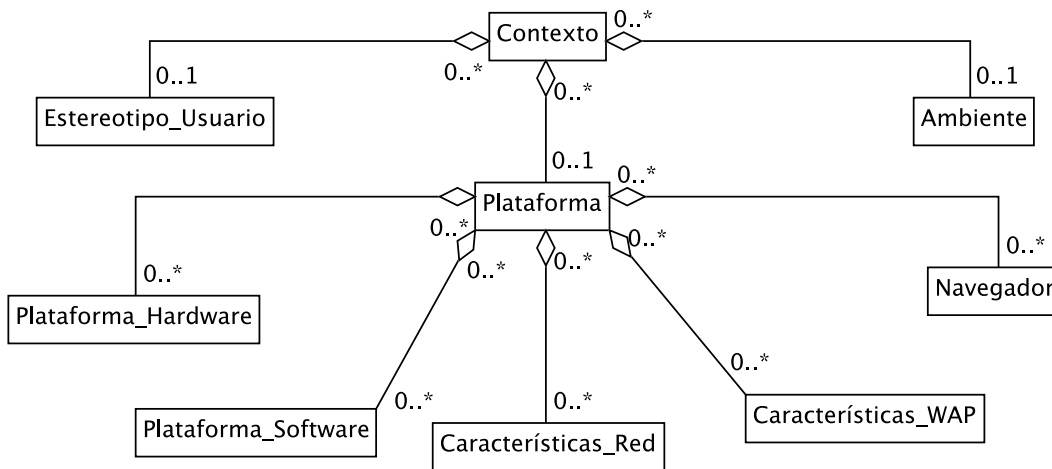 0..*
Contexto
0..*
0..*
0..*
0..1
0..1
Estereotipo_Usuario
Ambiente
0..1
0..*
Plataforma
0..*
0..*
0..*
0..*
0..*
0..*
Navegador
Plataforma_Hardware
0..*
0..*
0..*
Plataforma_Software
Características_Red
Características_WAP